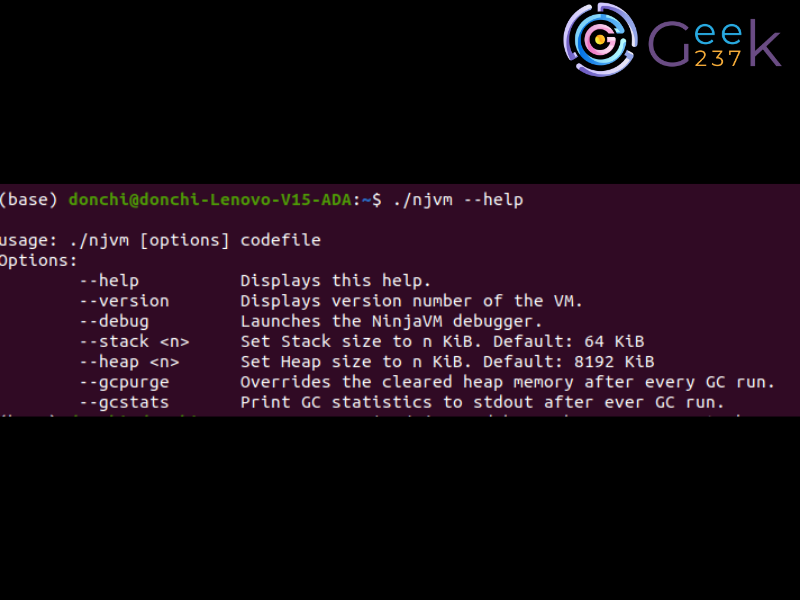 Geek
237
(base) donchi@donchi-Lenovo-V15-ADA:~$ ./njvm --help
usage: ./njvm [options] codefile
Options:
--help Displays this help.
--version Displays version number of the VM.
--debug Launches the NinjaVM debugger.
--stack <n> Set Stack size to n KiB. Default: 64 KiB
--heap <n> Set Heap size to n KiB. Default: 8192 KiB
--gcpurge Overrides the cleared heap memory after every GC run.
--gcstats Print GC statistics to stdout after ever GC run.